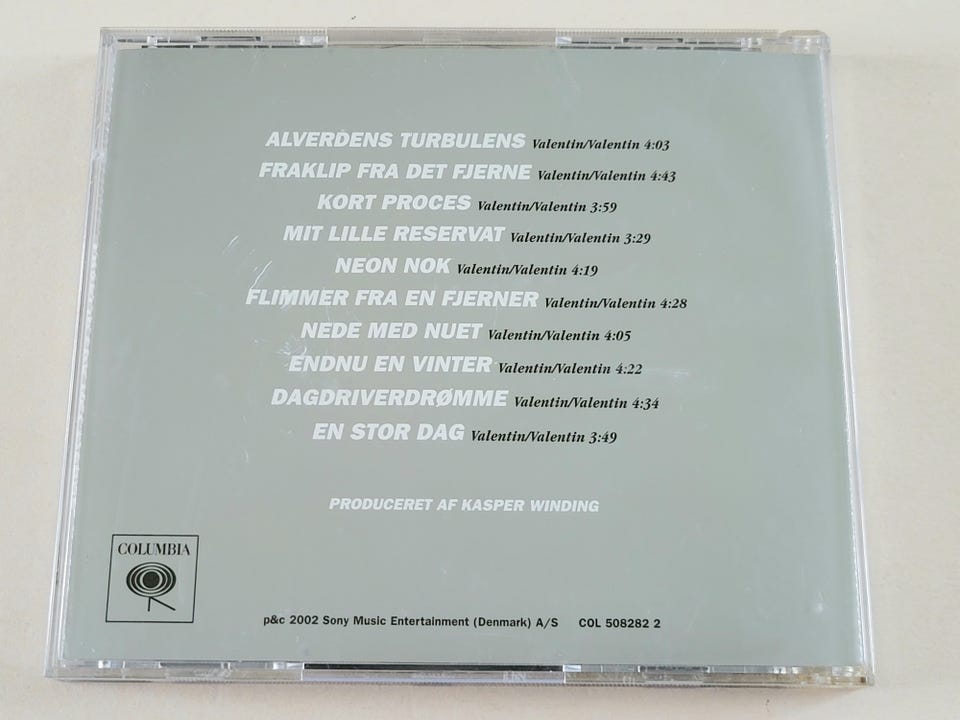 ALVERDENS TURBULENS Valentin/Valentin 4:03
FRAKLIP FRA DET FJERNE Valentin/Valentin 4:43
KORT PROCES Valentin/Valentin 3:59
MIT LILLE RESERVAT Valentin/Valentin 3:29
NEON NOK Valentin/Valentin 4:19
FLIMMER FRA EN FJERNER Valentin/Valentin 4:28
NEDE MED NUET Valentin/Valentin 4:05
ENDNU EN VINTER Valentin/Valentin 4:22
DAGDRIVERDRØMME Valentin/Valentin 4:34
EN STOR DAG Valentin/Valentin 3:49
PRODUCERET AF KASPER WINDING
COLUMBIA
p&c 2002 Sony Music Entertainment (Denmark) A/S COL 508282 2